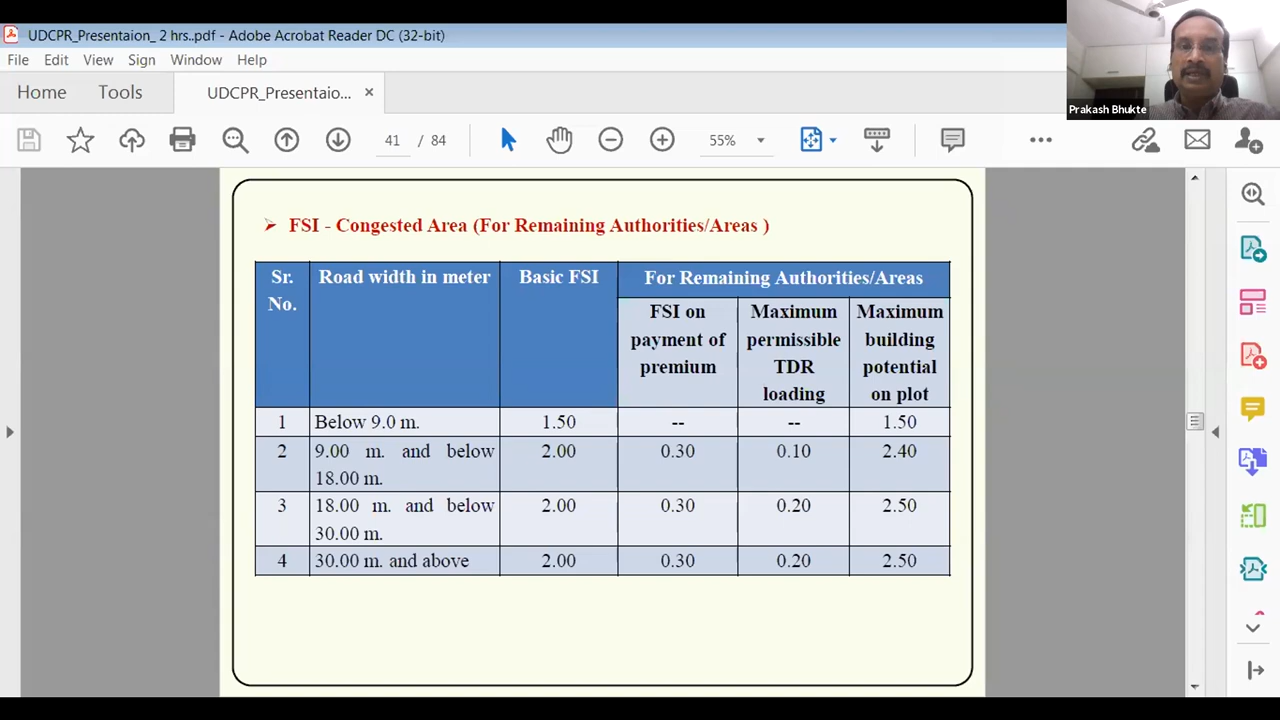 UDCPR_Presentaion_ 2 hrs..pdf - Adobe Acrobat Reader DC (32-bit)
File Edit View Sign Window Help
Home Tools UDCPR_Presentaio... ×
41 / 84 55%
Prakash Bhukte
➢ FSI - Congested Area (For Remaining Authorities/Areas )
Sr. No. Road width in meter Basic FSI For Remaining Authorities/Areas
FSI on payment of premium Maximum permissible TDR loading Maximum building potential on plot
1 Below 9.0 m. 1.50 -- -- 1.50
2 9.00 m. and below 18.00 m. 2.00 0.30 0.10 2.40
3 18.00 m. and below 30.00 m. 2.00 0.30 0.20 2.50
4 30.00 m. and above 2.00 0.30 0.20 2.50